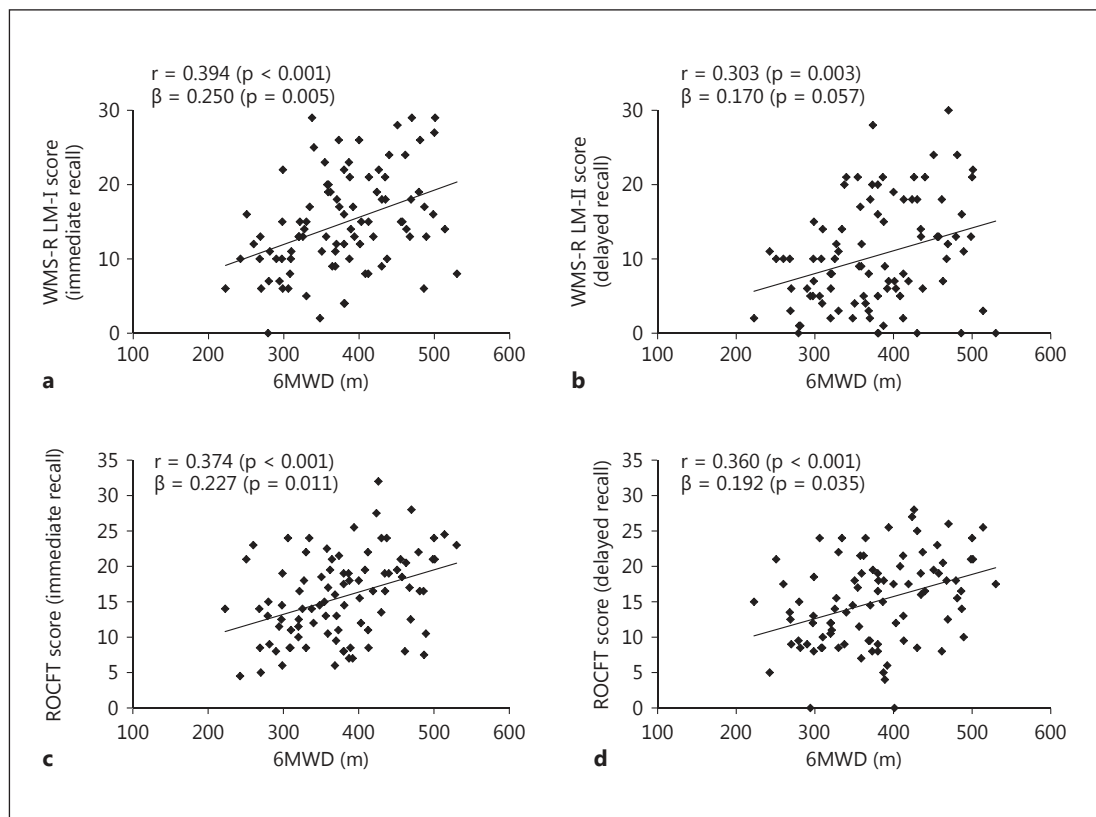 r = 0.394 (p < 0.001)
β = 0.250 (p = 0.005)
30
20
10
0
100 200 300 400 500 600
WMS-R LM-I score
(immediate recall)
6MWD (m)
a
r = 0.303 (p = 0.003)
β = 0.170 (p = 0.057)
30
20
10
0
100 200 300 400 500 600
WMS-R LM-II score
(delayed recall)
6MWD (m)
b
r = 0.374 (p < 0.001)
β = 0.227 (p = 0.011)
35
30
25
20
15
10
5
0
100 200 300 400 500 600
ROCFT score (immediate recall)
6MWD (m)
c
r = 0.360 (p < 0.001)
β = 0.192 (p = 0.035)
35
30
25
20
15
10
5
0
100 200 300 400 500 600
ROCFT score (delayed recall)
6MWD (m)
d